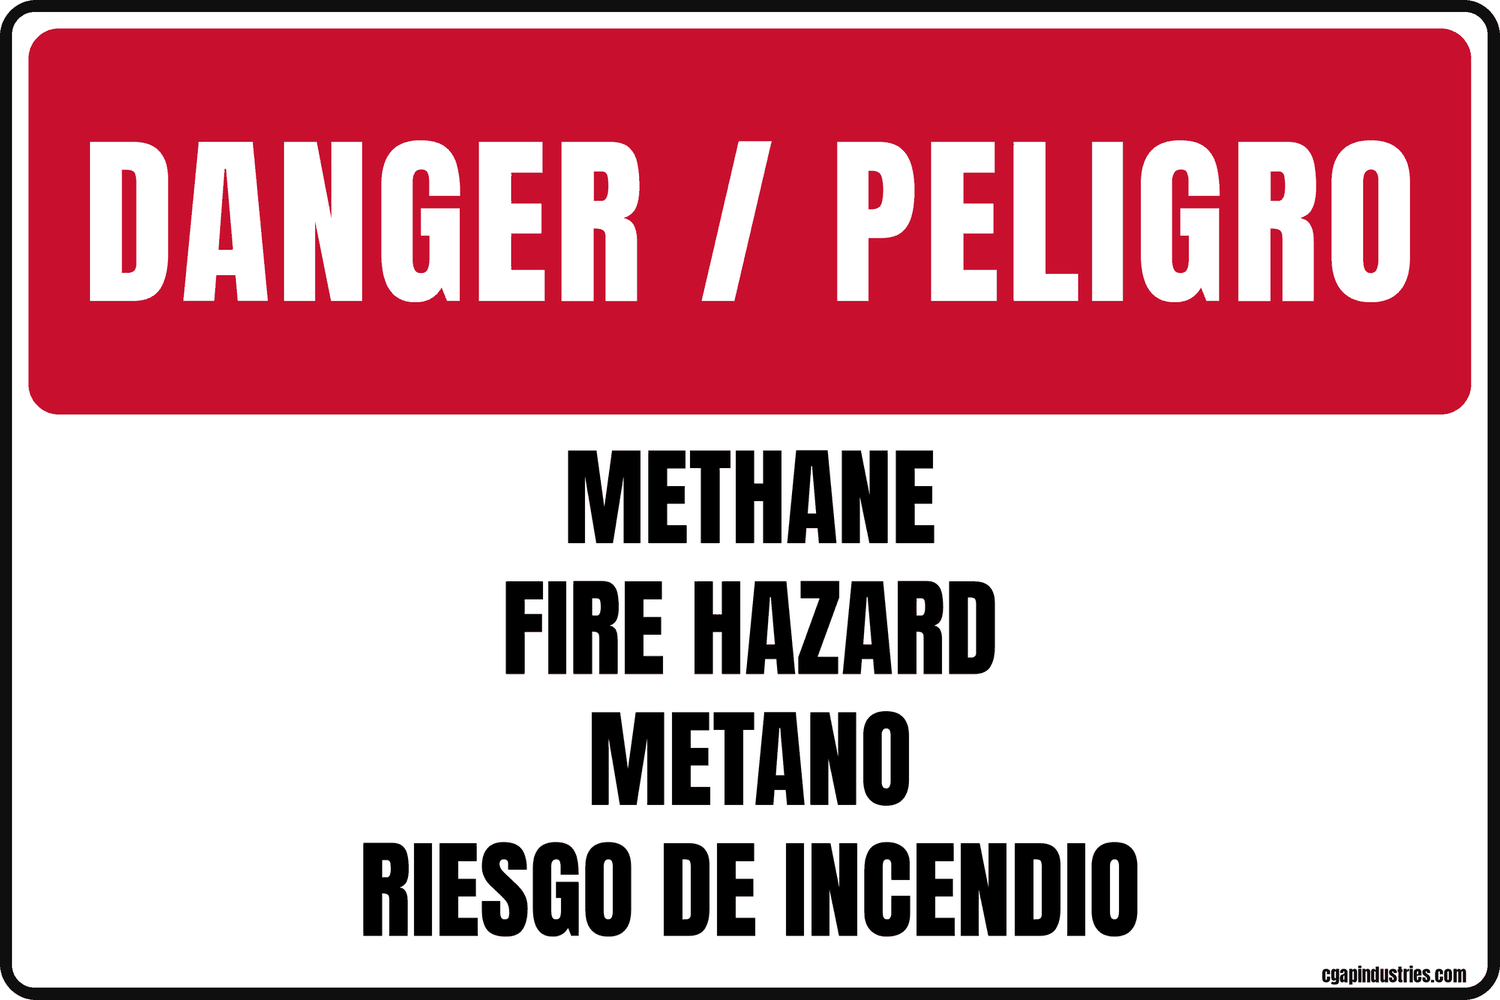 DANGER / PELIGRO
METHANE
FIRE HAZARD
METANO
RIESGO DE INCENDIO
cgapindustries.com